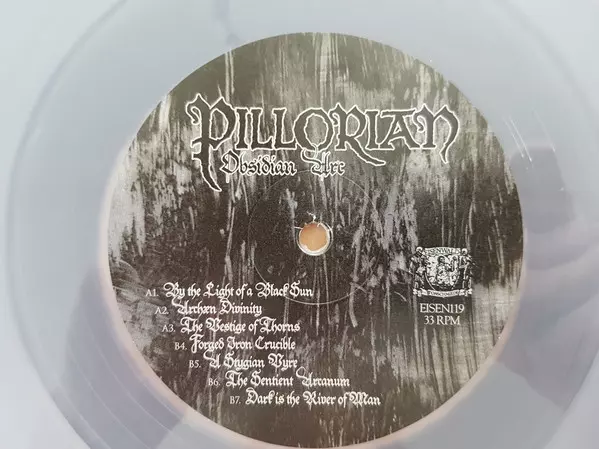 PILLORIAN
Obsidian Arc
A1. By the Light of a Black Sun
A2. Archæn Divinity
A3. The Vestige of Thorns
B4. Forged Iron Crucible
B5. A Stygian Pyre
B6. The Sentient Arcanum
B7. Dark is the River of Man
EISENWALD
EISEN119
33 RPM